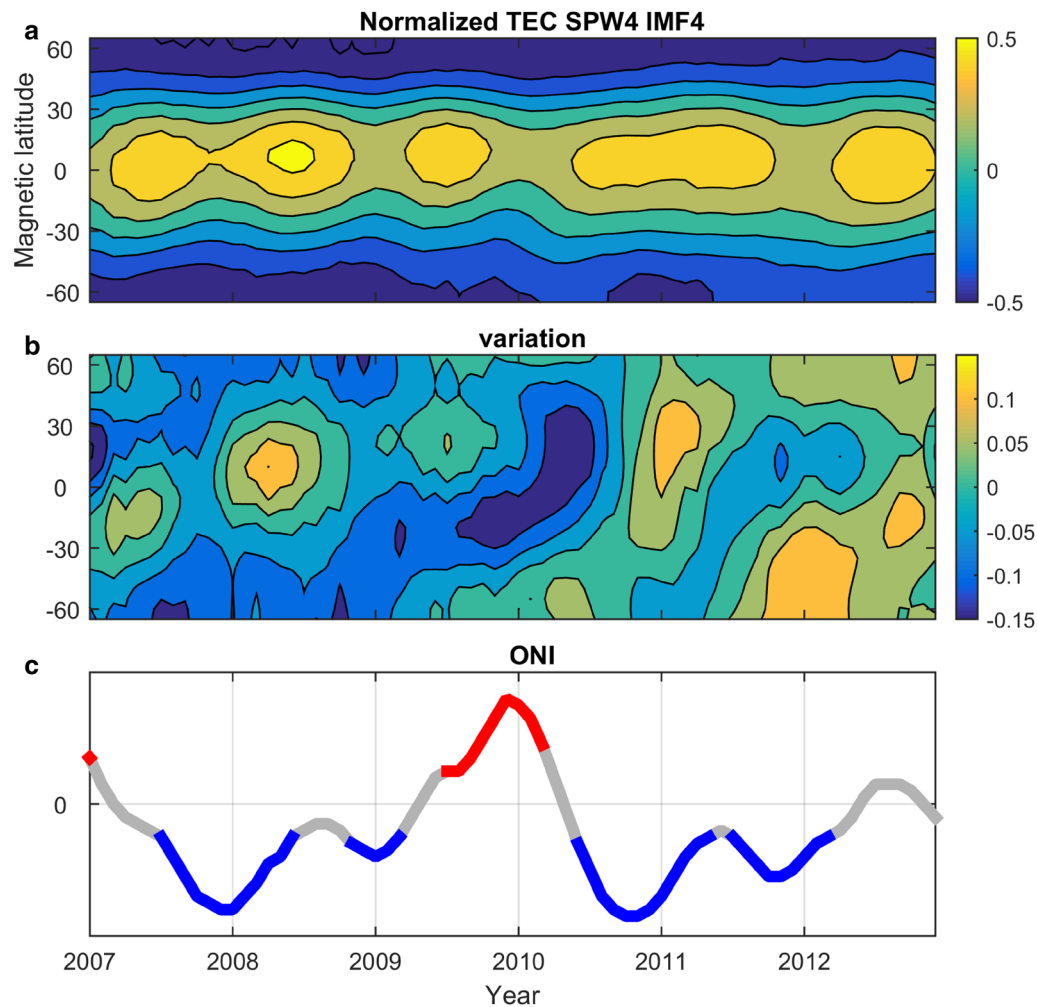 a
Normalized TEC SPW4 IMF4
60
30
0
-30
-60
Magnetic latitude
0.5
0
-0.5
b
variation
60
30
0
-30
-60
0.1
0.05
0
-0.05
-0.1
-0.15
c
ONI
0
2007 2008 2009 2010 2011 2012
Year